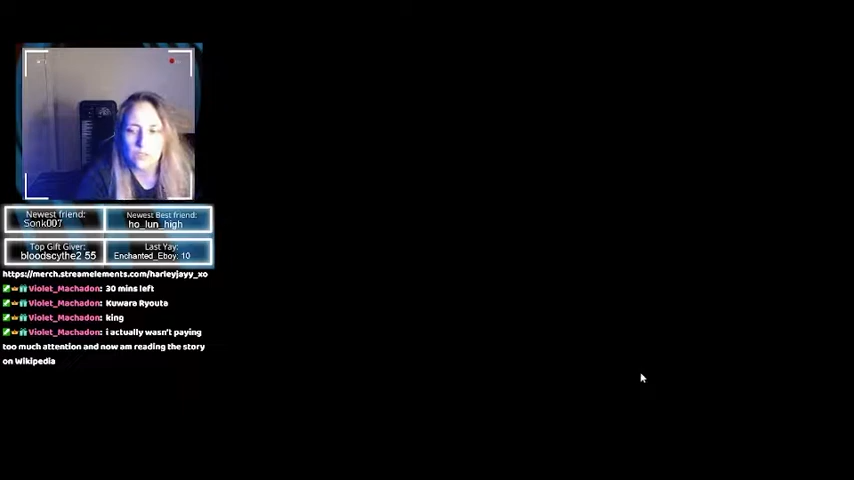 Newest friend:
Sonk007
Newest Best friend:
ho_lun_high
Top Gift Giver:
bloodscythe2 55
Last Yay:
Enchanted_Eboy: 10
https://merch.streamelements.com/harleyjayy_xo
Violet_Machadon: 30 mins left
Violet_Machadon: Kuwara Ryouta
Violet_Machadon: king
Violet_Machadon: i actually wasn't paying
too much attention and now am reading the story
on Wikipedia